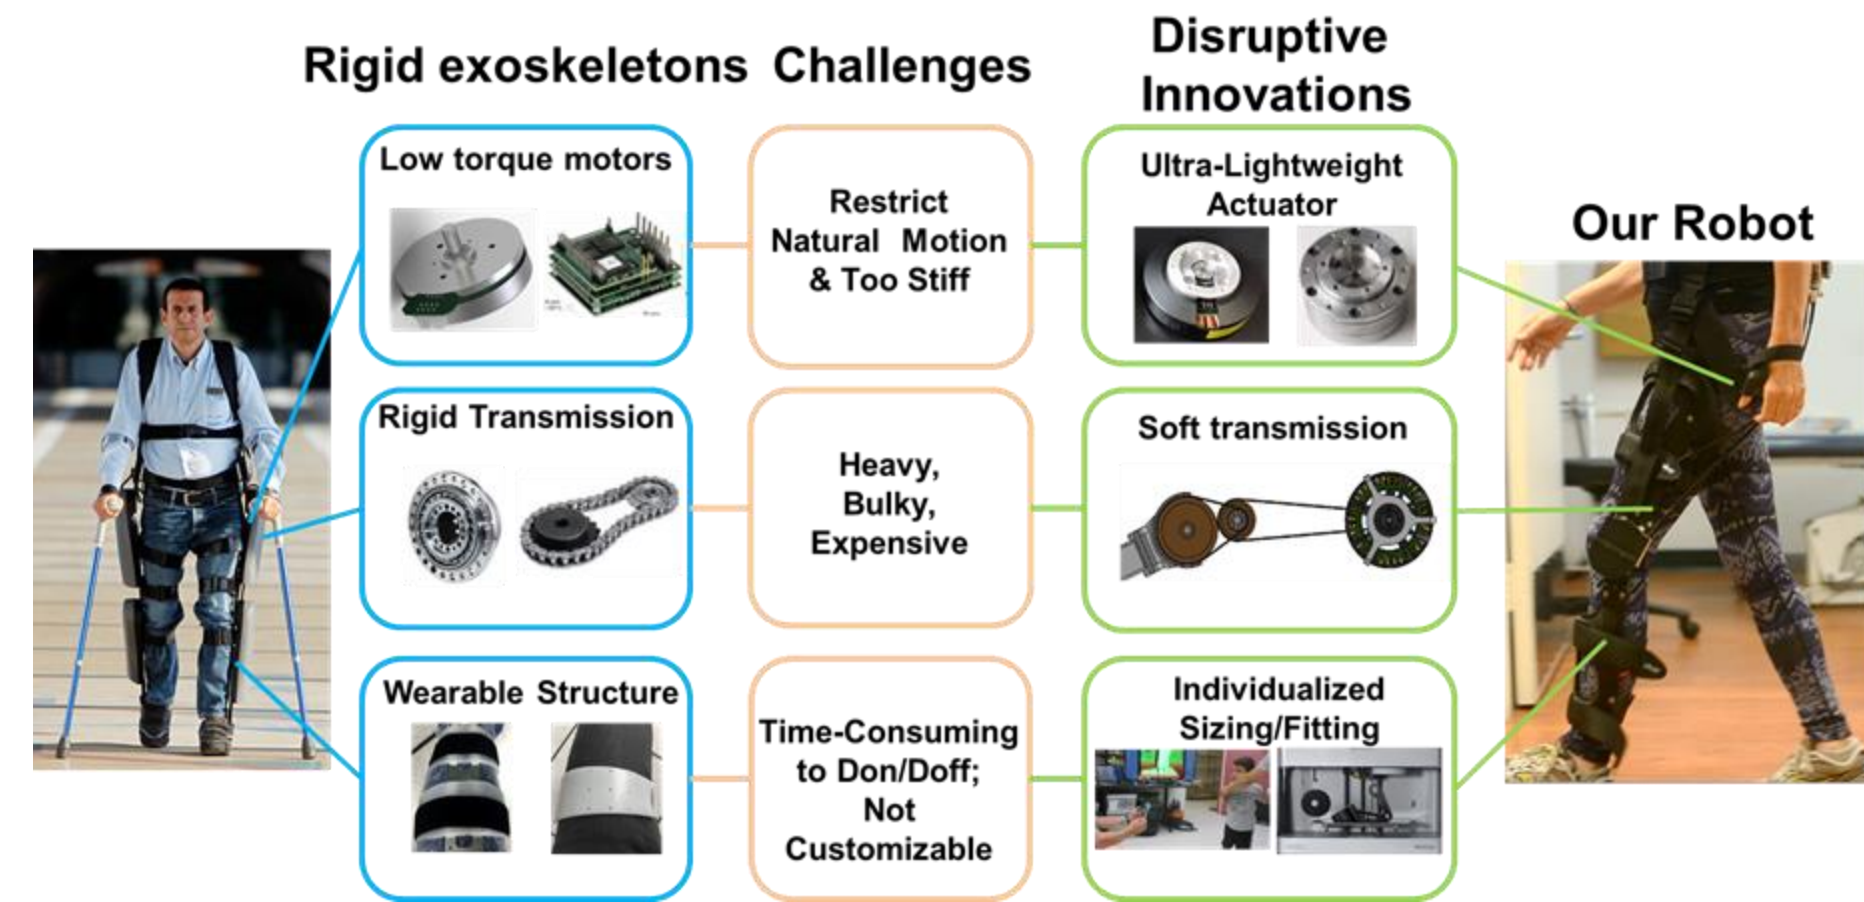 Rigid exoskeletons
Challenges
Disruptive
Innovations
Low torque motors
Restrict
Natural Motion
& Too Stiff
Ultra-Lightweight
Actuator
Our Robot
Rigid Transmission
Heavy,
Bulky,
Expensive
Soft transmission
Wearable Structure
Time-Consuming
to Don/Doff;
Not
Customizable
Individualized
Sizing/Fitting